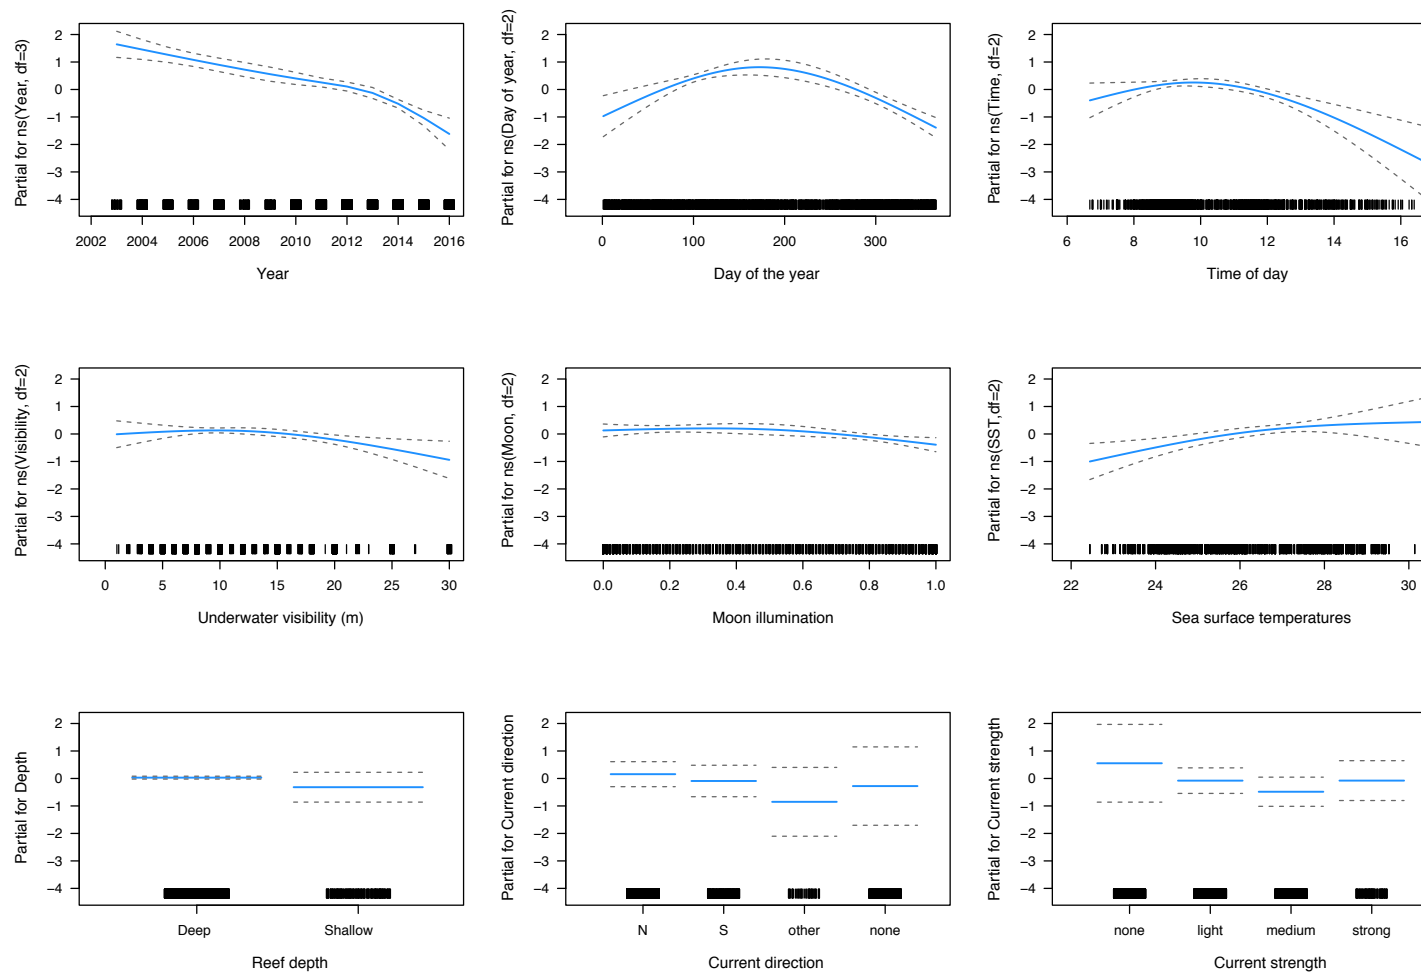 Partial for ns(Year, df=3)
2
1
0
−1
−2
−3
−4
2002 2004 2006 2008 2010 2012 2014 2016
Year
Partial for ns(Day of year, df=2)
2
1
0
−1
−2
−3
−4
0 100 200 300
Day of the year
Partial for ns(Time, df=2)
2
1
0
−1
−2
−3
−4
6 8 10 12 14 16
Time of day
Partial for ns(Visibility, df=2)
2
1
0
−1
−2
−3
−4
0 5 10 15 20 25 30
Underwater visibility (m)
Partial for ns(Moon, df=2)
2
1
0
−1
−2
−3
−4
0.0 0.2 0.4 0.6 0.8 1.0
Moon illumination
Partial for ns(SST,df=2)
2
1
0
−1
−2
−3
−4
22 24 26 28 30
Sea surface temperatures
Partial for Depth
2
1
0
−1
−2
−3
−4
Deep Shallow
Reef depth
Partial for Current direction
2
1
0
−1
−2
−3
−4
N S other none
Current direction
Partial for Current strength
2
1
0
−1
−2
−3
−4
none light medium strong
Current strength